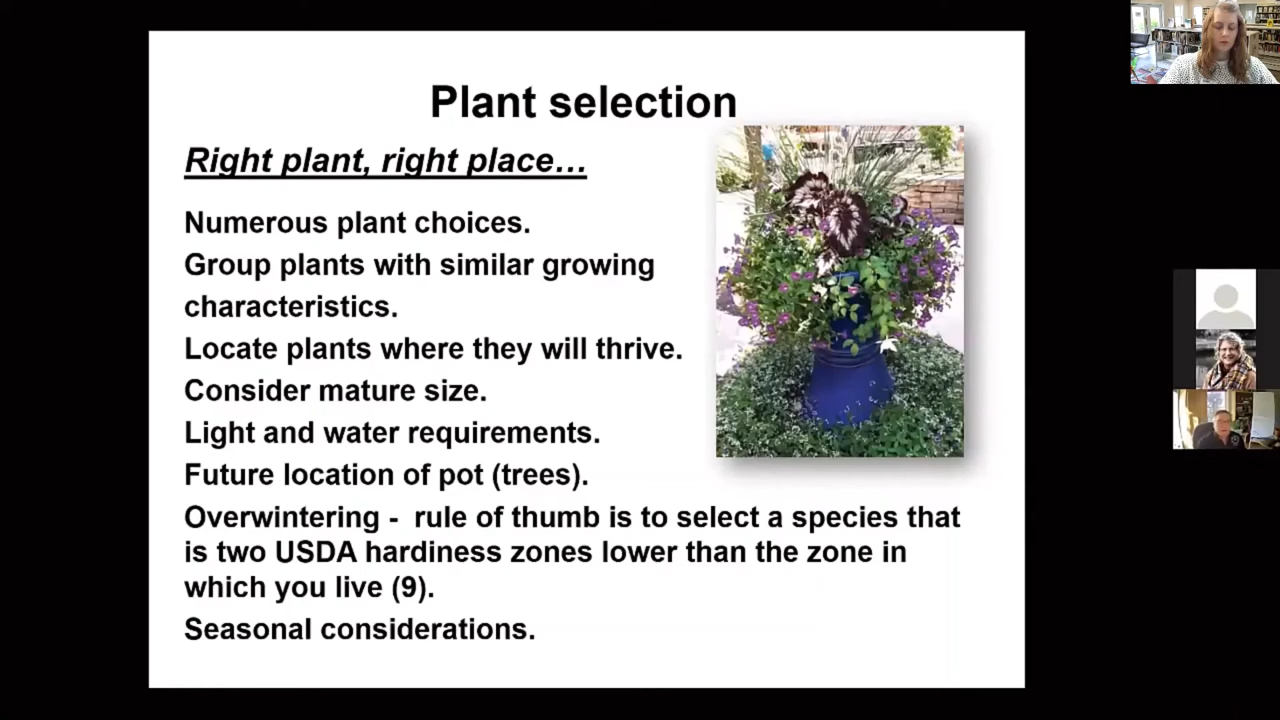 Plant selection
Right plant, right place…
Numerous plant choices.
Group plants with similar growing
characteristics.
Locate plants where they will thrive.
Consider mature size.
Light and water requirements.
Future location of pot (trees).
Overwintering -  rule of thumb is to select a species that
is two USDA hardiness zones lower than the zone in
which you live (9).
Seasonal considerations.